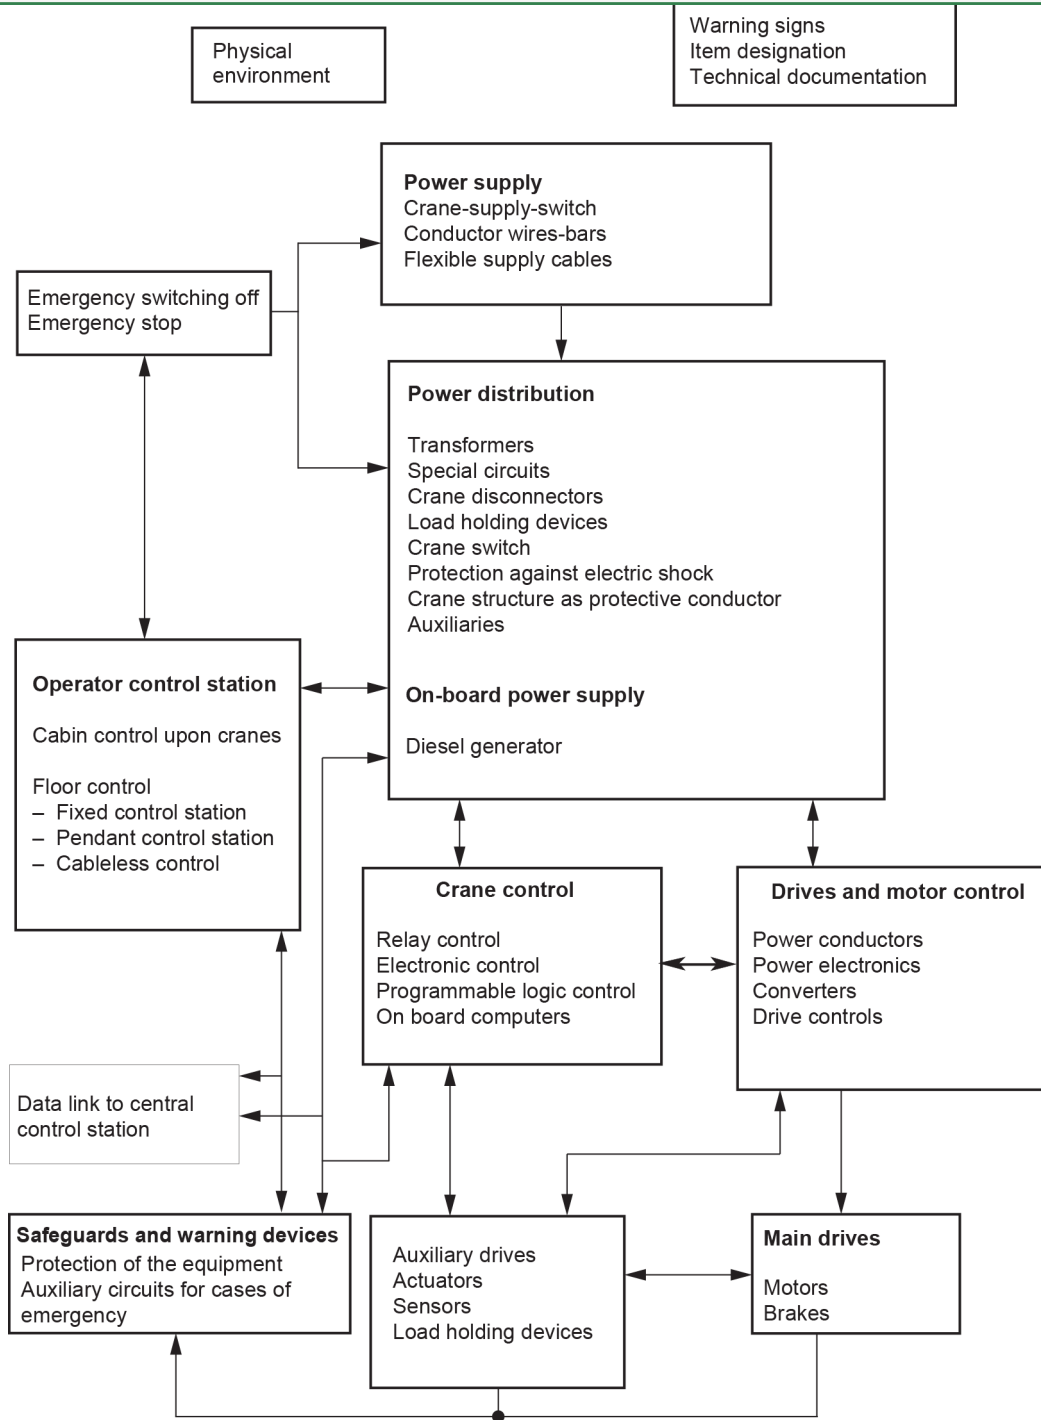 Physical
environment
Warning signs
Item designation
Technical documentation
Power supply
Crane-supply-switch
Conductor wires-bars
Flexible supply cables
Emergency switching off
Emergency stop
Power distribution
Transformers
Special circuits
Crane disconnectors
Load holding devices
Crane switch
Protection against electric shock
Crane structure as protective conductor
Auxiliaries
On-board power supply
Diesel generator
Operator control station
Cabin control upon cranes
Floor control
– Fixed control station
– Pendant control station
– Cableless control
Crane control
Relay control
Electronic control
Programmable logic control
On board computers
Drives and motor control
Power conductors
Power electronics
Converters
Drive controls
Data link to central
control station
Safeguards and warning devices
Protection of the equipment
Auxiliary circuits for cases of
emergency
Auxiliary drives
Actuators
Sensors
Load holding devices
Main drives
Motors
Brakes